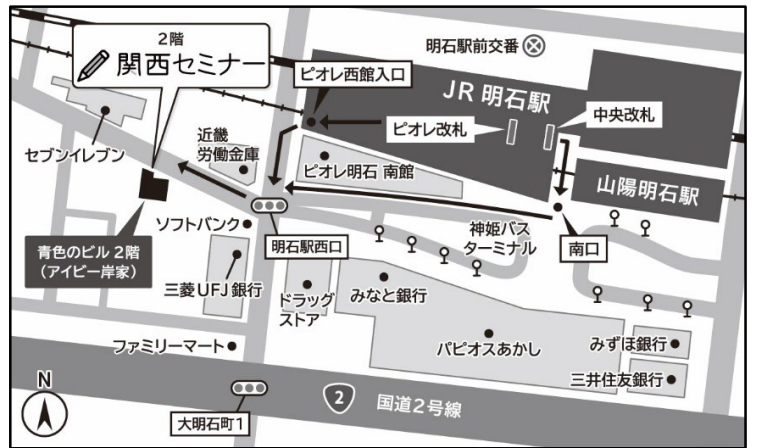 2階
関西セミナー
明石駅前交番
ピオレ西館入口
JR 明石駅
中央改札
ピオレ改札
近畿
労働金庫
セブンイレブン
ピオレ明石 南館
山陽明石駅
青色のビル 2階
(アイビー岸家)
ソフトバンク
明石駅西口
神姫バス
ターミナル
南口
三菱UFJ銀行
ドラッグ
ストア
みなと銀行
ファミリーマート
パピオスあかし
みずほ銀行
三井住友銀行
N
大明石町1
2
国道2号線